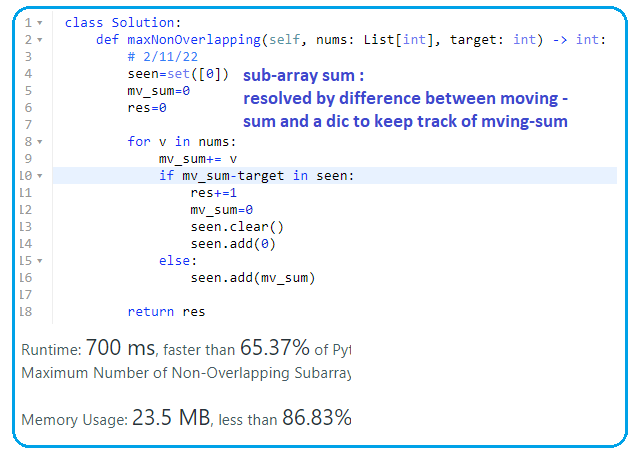 1 class Solution:
2 def maxNonOverlapping(self, nums: List[int], target: int) -> int:
3 # 2/11/22
4 seen=set([0])
sub-array sum :
5 mv_sum=0
resolved by difference between moving -
6 res=0
sum and a dic to keep track of mving-sum
7
8 for v in nums:
9 mv_sum+= v
10 if mv_sum-target in seen:
11 res+=1
12 mv_sum=0
13 seen.clear()
14 seen.add(0)
15 else:
16 seen.add(mv_sum)
17
18 return res
Runtime: 700 ms, faster than 65.37% of Pyt
Maximum Number of Non-Overlapping Subarray
Memory Usage: 23.5 MB, less than 86.83%